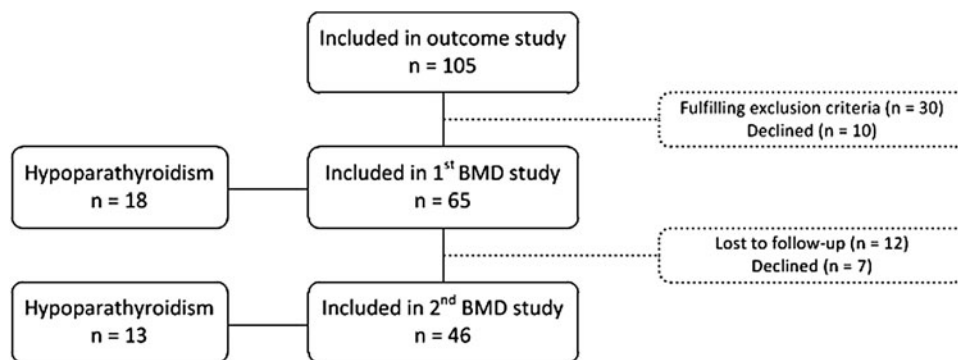 Included in outcome study
n = 105
Fulfilling exclusion criteria (n = 30)
Declined (n = 10)
Hypoparathyroidism
n = 18
Included in 1st BMD study
n = 65
Lost to follow-up (n = 12)
Declined (n = 7)
Hypoparathyroidism
n = 13
Included in 2nd BMD study
n = 46